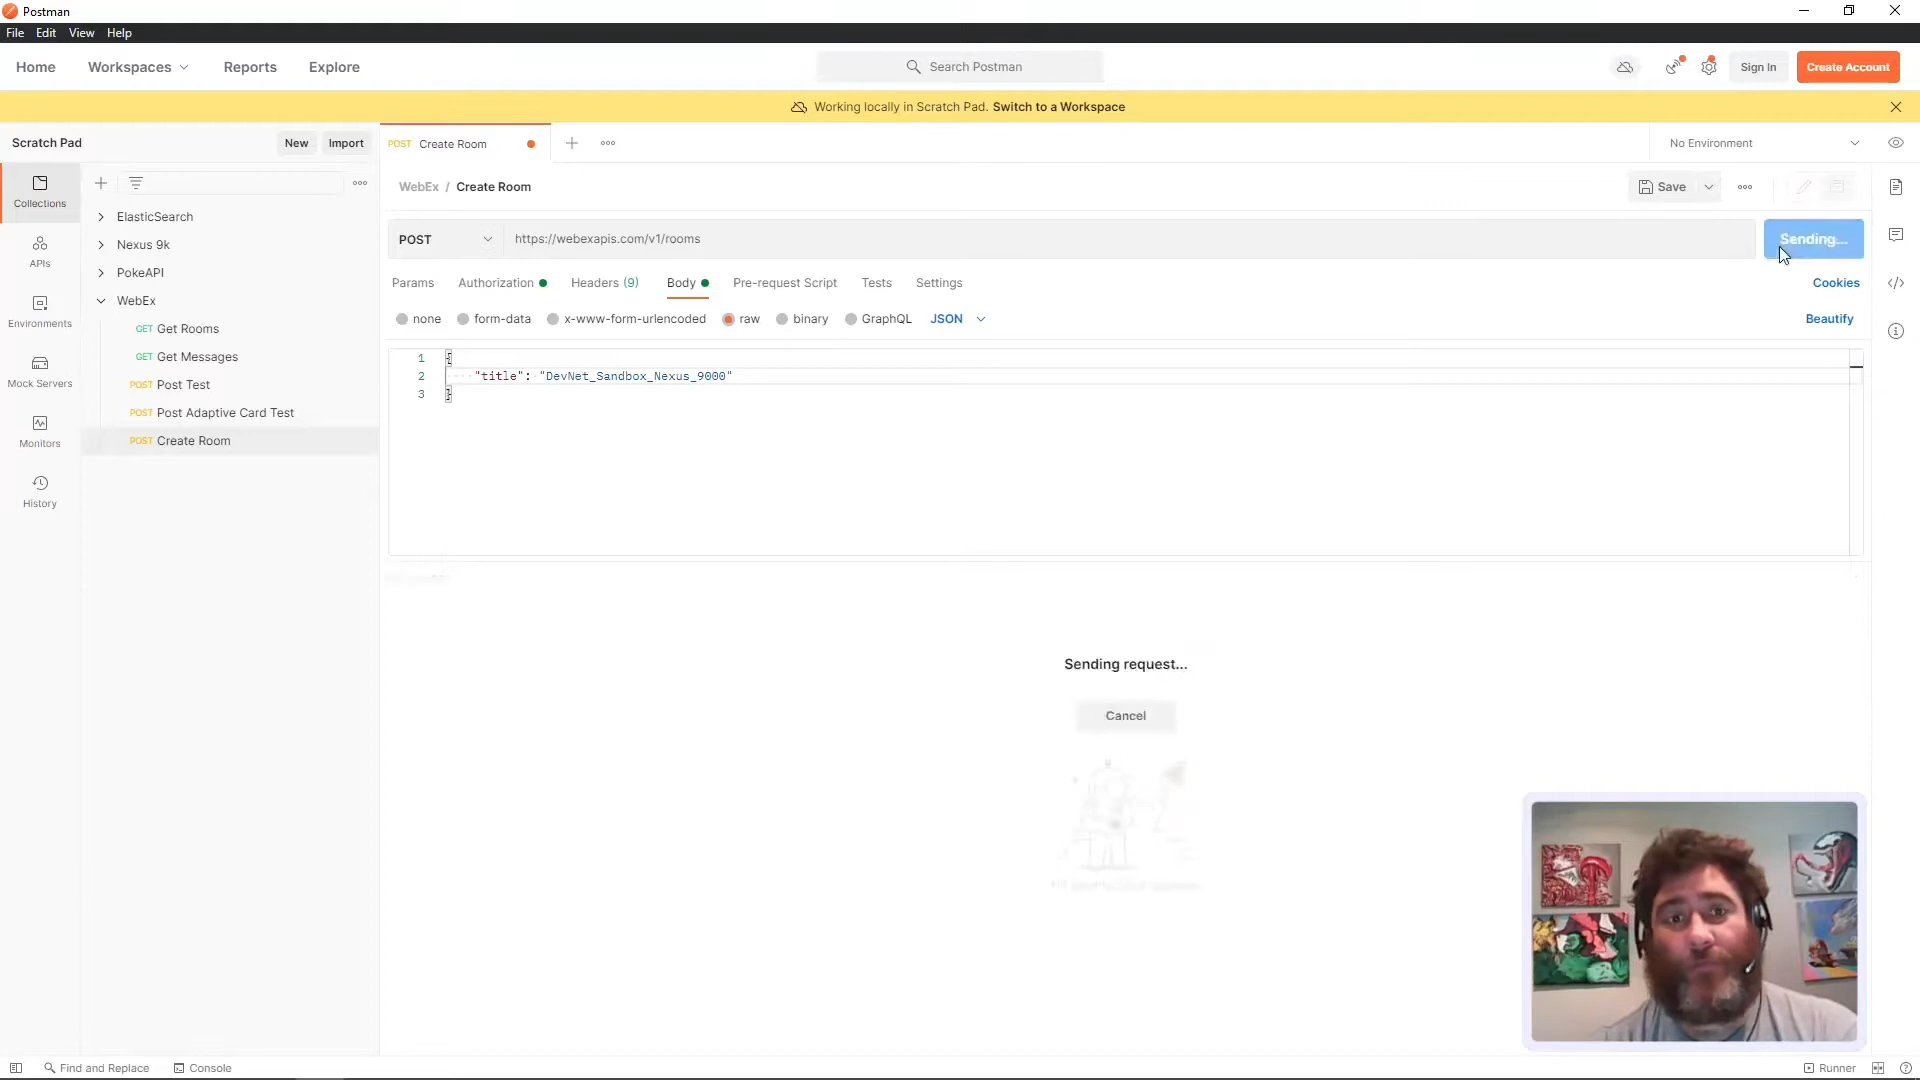 Postman
File Edit View Help
Home Workspaces Reports Explore
Search Postman
Sign In
Create Account
Working locally in Scratch Pad. Switch to a Workspace
Scratch Pad
New
Import
POST Create Room
No Environment
WebEx / Create Room
Save
POST
https://webexapis.com/v1/rooms
Sending...
Params
Authorization
Headers (9)
Body
Pre-request Script
Tests
Settings
Cookies
none
form-data
x-www-form-urlencoded
raw
binary
GraphQL
JSON
Beautify
1 {
2 "title": "DevNet_Sandbox_Nexus_9000"
3 }
Collections
APIs
Environments
Mock Servers
Monitors
History
ElasticSearch
Nexus 9k
PokeAPI
WebEx
GET Get Rooms
GET Get Messages
POST Post Test
POST Post Adaptive Card Test
POST Create Room
Sending request...
Cancel
Find and Replace
Console
Runner